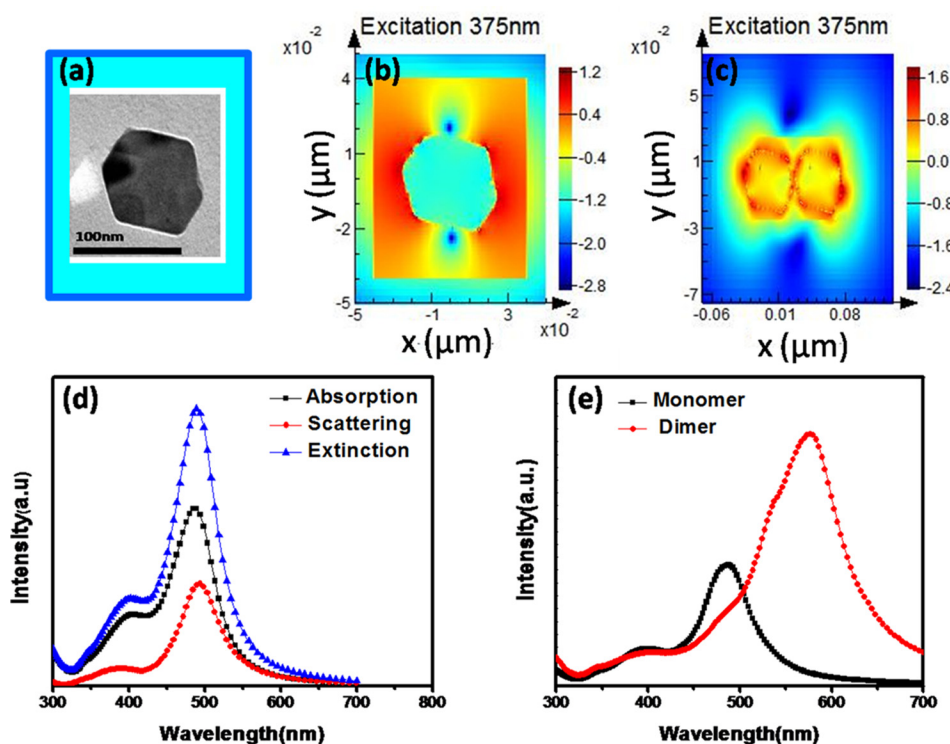 (a)
100nm
(b)
Excitation 375nm
x10⁻²
4
1
-2
-5
y (µm)
-5
-1
3
x10⁻²
x (µm)
1.2
0.4
-0.4
-1.2
-2.0
-2.8
(c)
Excitation 375nm
x10⁻²
5
1
-3
-7
y (µm)
-0.06
0.01
0.08
x (µm)
1.6
0.8
0.0
-0.8
-1.6
-2.4
(d)
Absorption
Scattering
Extinction
Intensity(a.u)
300
400
500
600
700
800
Wavelength(nm)
(e)
Monomer
Dimer
Intensity(a.u.)
300
400
500
600
700
Wavelength(nm)